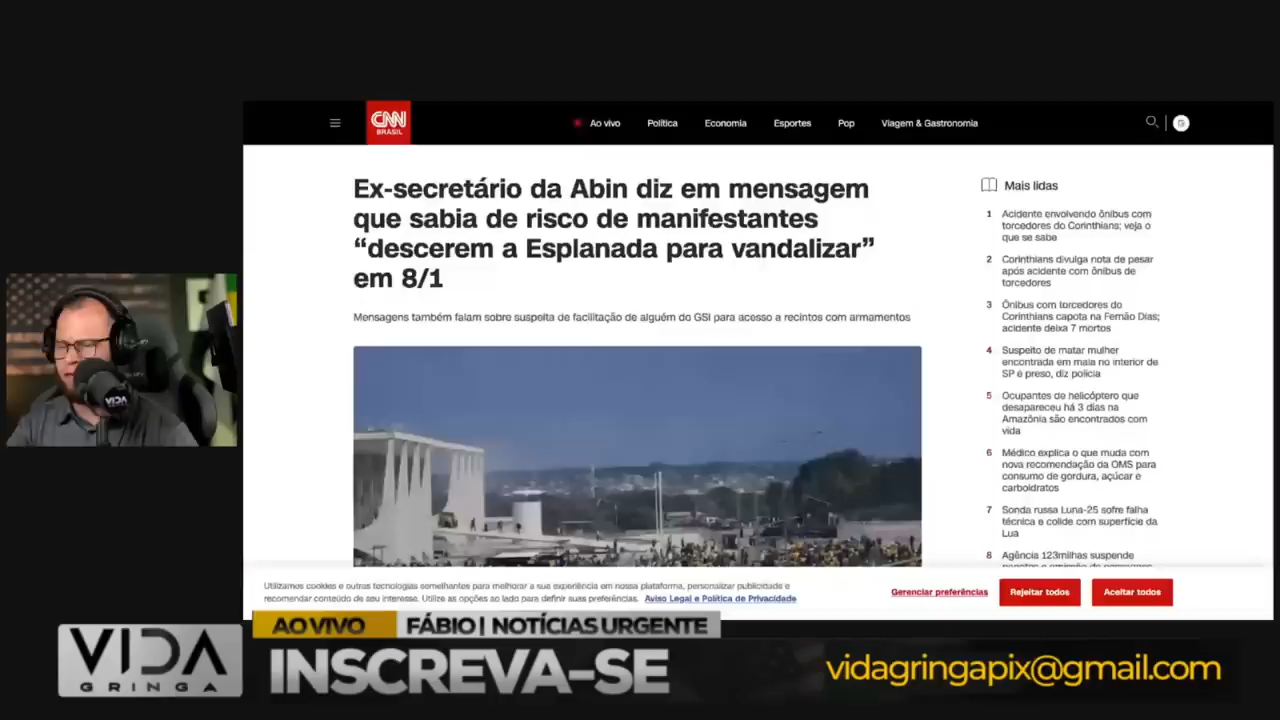 CNN
BRASIL
Ao vivo
Política
Economia
Esportes
Pop
Viagem & Gastronomia
Ex-secretário da Abin diz em mensagem
que sabia de risco de manifestantes
“descerem a Esplanada para vandalizar”
em 8/1
Mensagens também falam sobre suspeita de facilitação de alguém do GSI para acesso a recintos com armamentos
Mais lidas
1 Acidente envolvendo ônibus com
torcedores do Corinthians; veja o
que se sabe
2 Corinthians divulga nota de pesar
após acidente com ônibus de
torcedores
3 Ônibus com torcedores do
Corinthians capota na Fernão Dias;
acidente deixa 7 mortos
4 Suspeito de matar mulher
encontrada em mala no interior de
SP é preso, diz polícia
5 Ocupantes de helicóptero que
desapareceu há 3 dias na
Amazônia são encontrados com
vida
6 Médico explica o que muda com
nova recomendação da OMS para
consumo de gordura, açúcar e
carboidratos
7 Sonda russa Luna-25 sofre falha
técnica e colide com superfície da
Lua
8 Agência 123milhas suspende
Utilizamos cookies e outras tecnologias semelhantes para melhorar a sua experiência em nossa plataforma, personalizar publicidade e
recomendar conteúdo de seu interesse. Utilize as opções ao lado para definir suas preferências. Aviso Legal e Política de Privacidade
Gerenciar preferências
Rejeitar todos
Aceitar todos
VIDA
AO VIVO
FÁBIO | NOTÍCIAS URGENTE
VIDA
GRINGA
INSCREVA-SE
vidagringapix@gmail.com